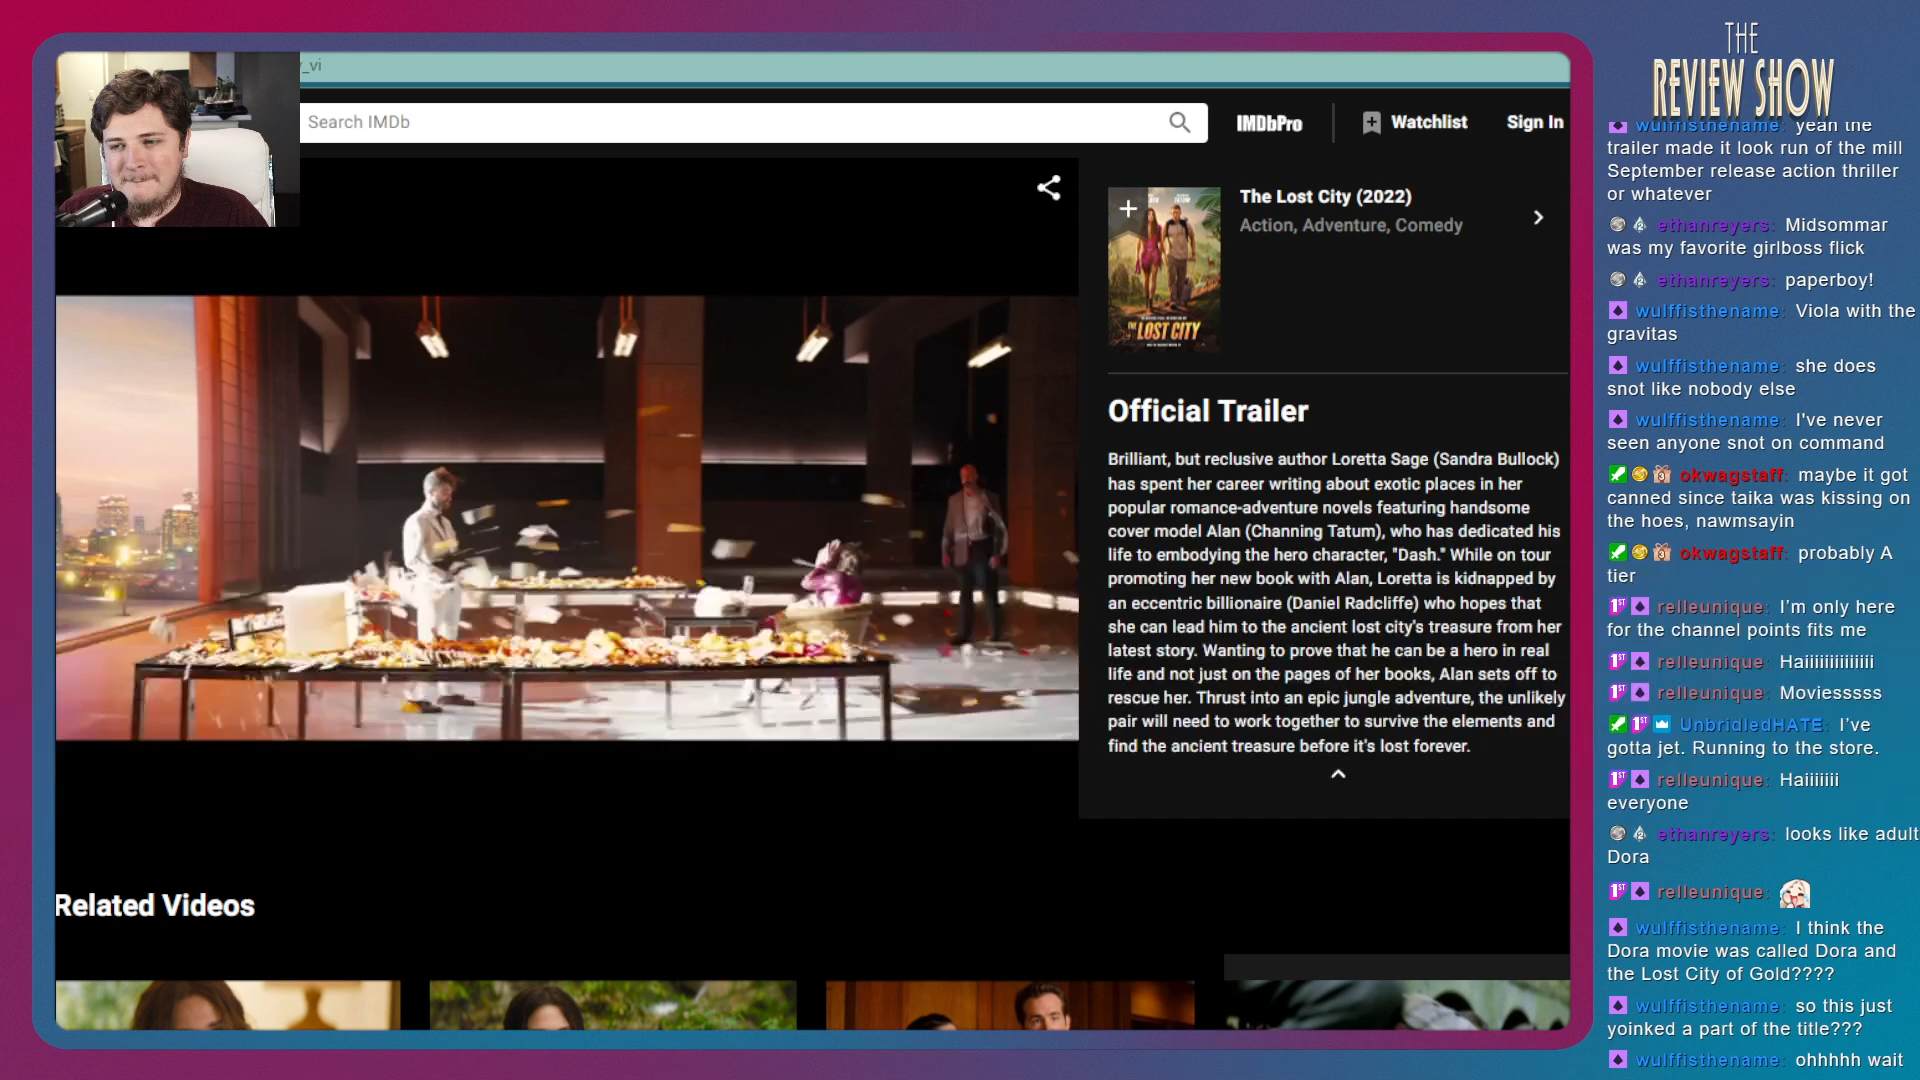 _vi
Search IMDb
IMDbPro
Watchlist
Sign In
The Lost City (2022)
Action, Adventure, Comedy
THE
LOST CITY
Official Trailer
Brilliant, but reclusive author Loretta Sage (Sandra Bullock)
has spent her career writing about exotic places in her
popular romance-adventure novels featuring handsome
cover model Alan (Channing Tatum), who has dedicated his
life to embodying the hero character, "Dash." While on tour
promoting her new book with Alan, Loretta is kidnapped by
an eccentric billionaire (Daniel Radcliffe) who hopes that
she can lead him to the ancient lost city's treasure from her
latest story. Wanting to prove that he can be a hero in real
life and not just on the pages of her books, Alan sets off to
rescue her. Thrust into an epic jungle adventure, the unlikely
pair will need to work together to survive the elements and
find the ancient treasure before it's lost forever.
Related Videos
THE
REVIEW SHOW
wulffisthename: yeah the
trailer made it look run of the mill
September release action thriller
or whatever
ethanreyers: Midsommar
was my favorite girlboss flick
ethanreyers: paperboy!
wulffisthename: Viola with the
gravitas
wulffisthename: she does
snot like nobody else
wulffisthename: I've never
seen anyone snot on command
okwagstaff: maybe it got
canned since taika was kissing on
the hoes, nawmsayin
okwagstaff: probably A
tier
relleunique: I'm only here
for the channel points fits me
relleunique: Haiiiiiiiiiiiiii
relleunique: Moviesssss
UnbridledHATE: I've
gotta jet. Running to the store.
relleunique: Haiiiiiii
everyone
ethanreyers: looks like adult
Dora
relleunique:
wulffisthename: I think the
Dora movie was called Dora and
the Lost City of Gold????
wulffisthename: so this just
yoinked a part of the title???
wulffisthename: ohhhhh wait